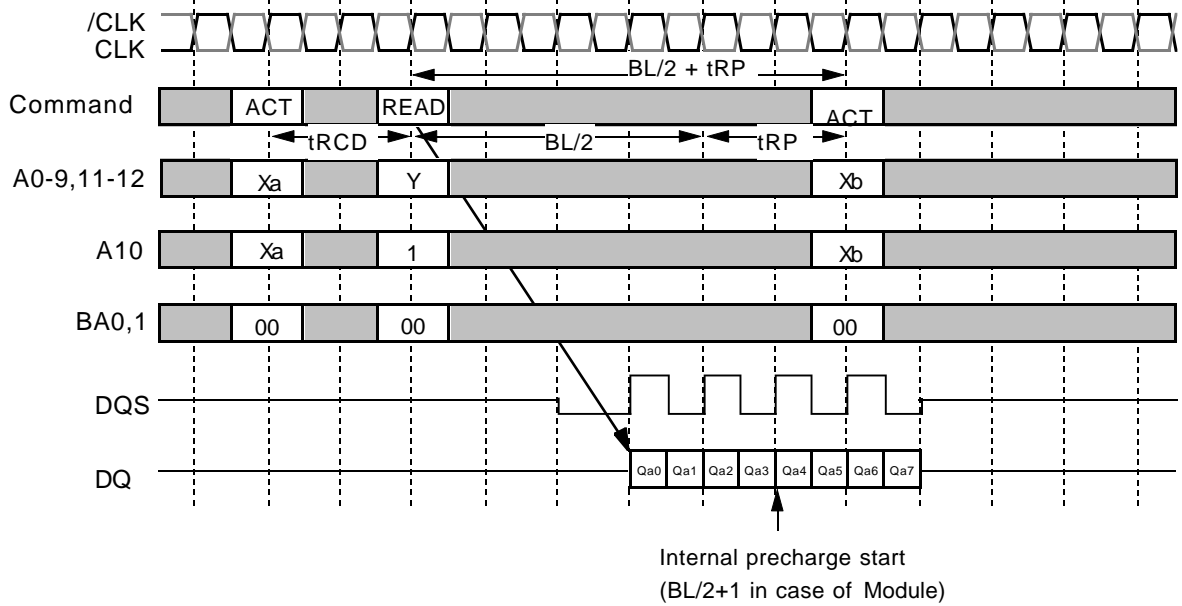 /CLK
CLK
BL/2 + tRP
Command ACT READ ACT
tRCD BL/2 tRP
A0-9,11-12 Xa Y Xb
A10 Xa 1 Xb
BA0,1 00 00 00
DQS
DQ Qa0 Qa1 Qa2 Qa3 Qa4 Qa5 Qa6 Qa7
Internal precharge start
(BL/2+1 in case of Module)